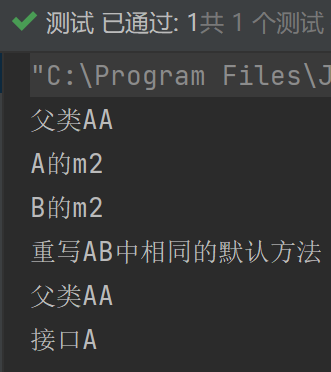 测试 已通过: 1共 1 个测试
"C:\Program Files\J
父类AA
A的m2
B的m2
重写AB中相同的默认方法
父类AA
接口A